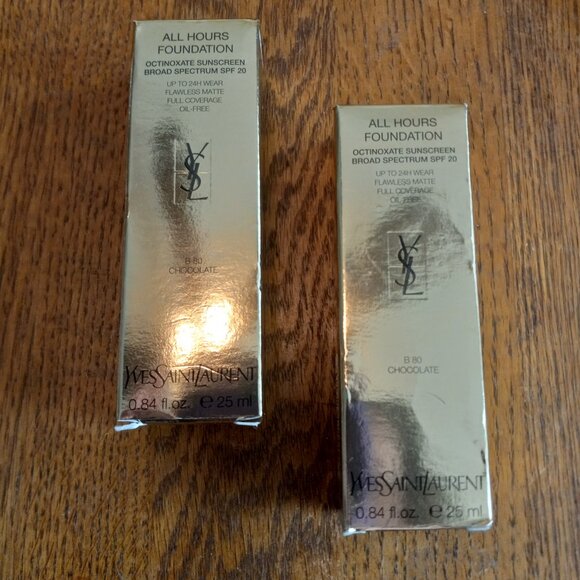 ALL HOURS
FOUNDATION
OCTINOXATE SUNSCREEN
BROAD SPECTRUM SPF 20
UP TO 24H WEAR
FLAWLESS MATTE
FULL COVERAGE
OIL-FREE
YSL
B 80
CHOCOLATE
YVESSAINTLAURENT
0.84 fl.oz. ℮ 25 ml
ALL HOURS
FOUNDATION
OCTINOXATE SUNSCREEN
BROAD SPECTRUM SPF 20
UP TO 24H WEAR
FLAWLESS MATTE
FULL COVERAGE
OIL-FREE
YSL
B 80
CHOCOLATE
YVESSAINTLAURENT
0.84 fl.oz. ℮ 25 ml